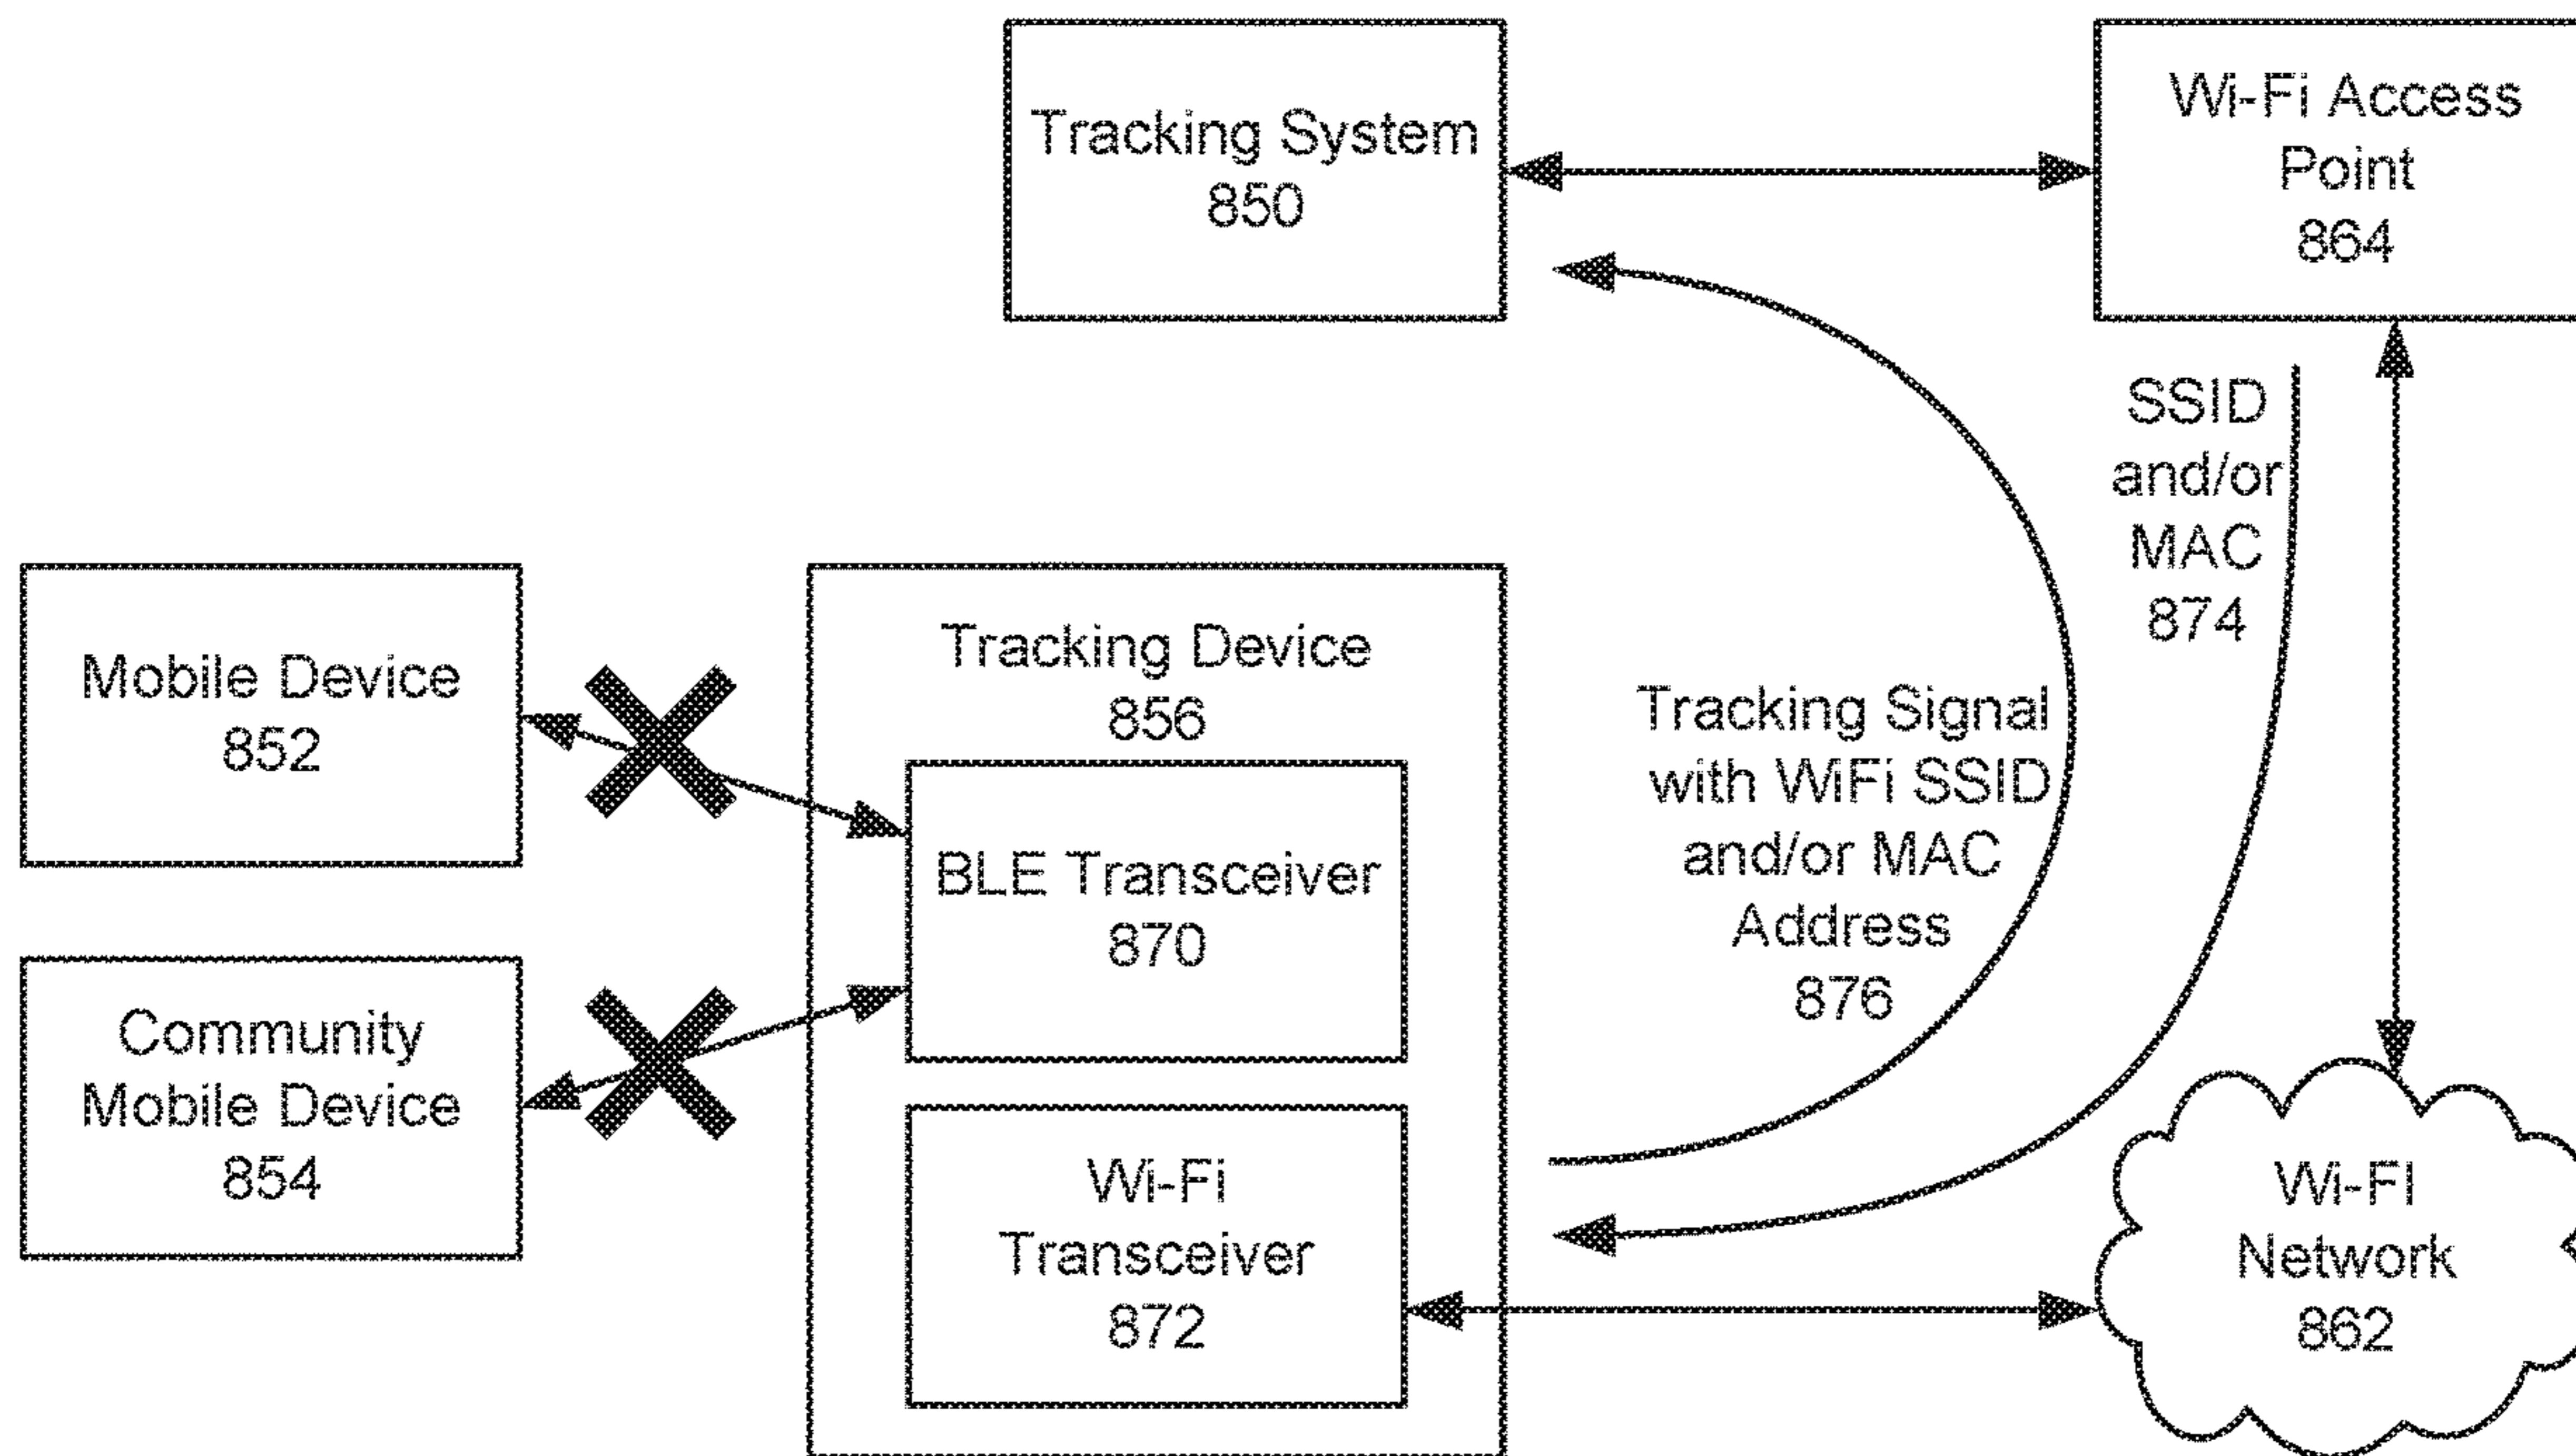 Tracking System
850
Wi-Fi Access
Point
864
SSID
and/or
MAC
874
Mobile Device
852
Tracking Device
856
Tracking Signal
with WiFi SSID
and/or MAC
Address
876
BLE Transceiver
870
Community
Mobile Device
854
Wi-Fi
Transceiver
872
Wi-FI
Network
862